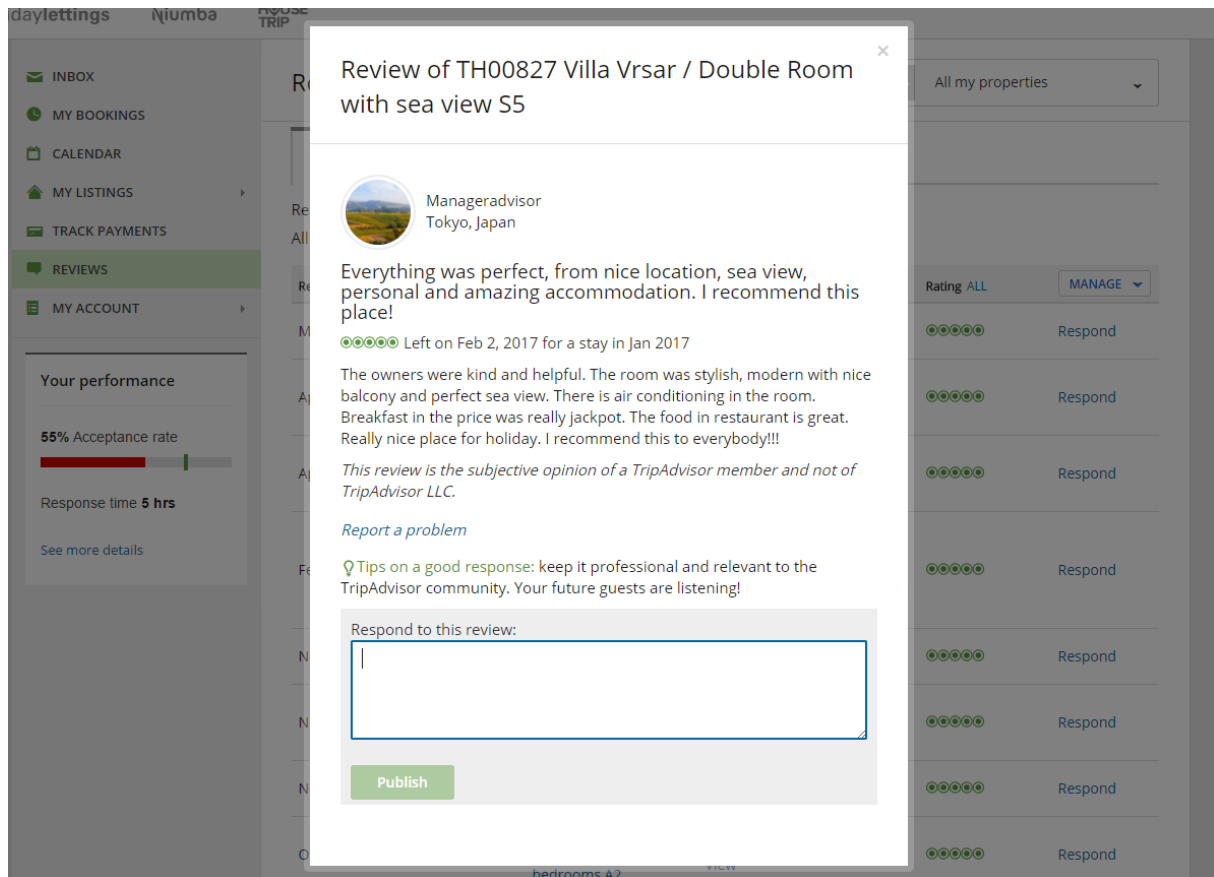 daylettings Niumba HOUSE TRIP
INBOX
MY BOOKINGS
CALENDAR
MY LISTINGS
TRACK PAYMENTS
REVIEWS
MY ACCOUNT
Your performance
55% Acceptance rate
Response time 5 hrs
See more details
All my properties
Re
All
Rating ALL
MANAGE
Respond
Respond
Respond
Respond
Respond
Respond
Respond
Respond
bedrooms A2
×
Review of TH00827 Villa Vrsar / Double Room
with sea view S5
Manageradvisor
Tokyo, Japan
Everything was perfect, from nice location, sea view,
personal and amazing accommodation. I recommend this
place!
Left on Feb 2, 2017 for a stay in Jan 2017
The owners were kind and helpful. The room was stylish, modern with nice
balcony and perfect sea view. There is air conditioning in the room.
Breakfast in the price was really jackpot. The food in restaurant is great.
Really nice place for holiday. I recommend this to everybody!!!
This review is the subjective opinion of a TripAdvisor member and not of
TripAdvisor LLC.
Report a problem
Tips on a good response: keep it professional and relevant to the
TripAdvisor community. Your future guests are listening!
Respond to this review:
Publish